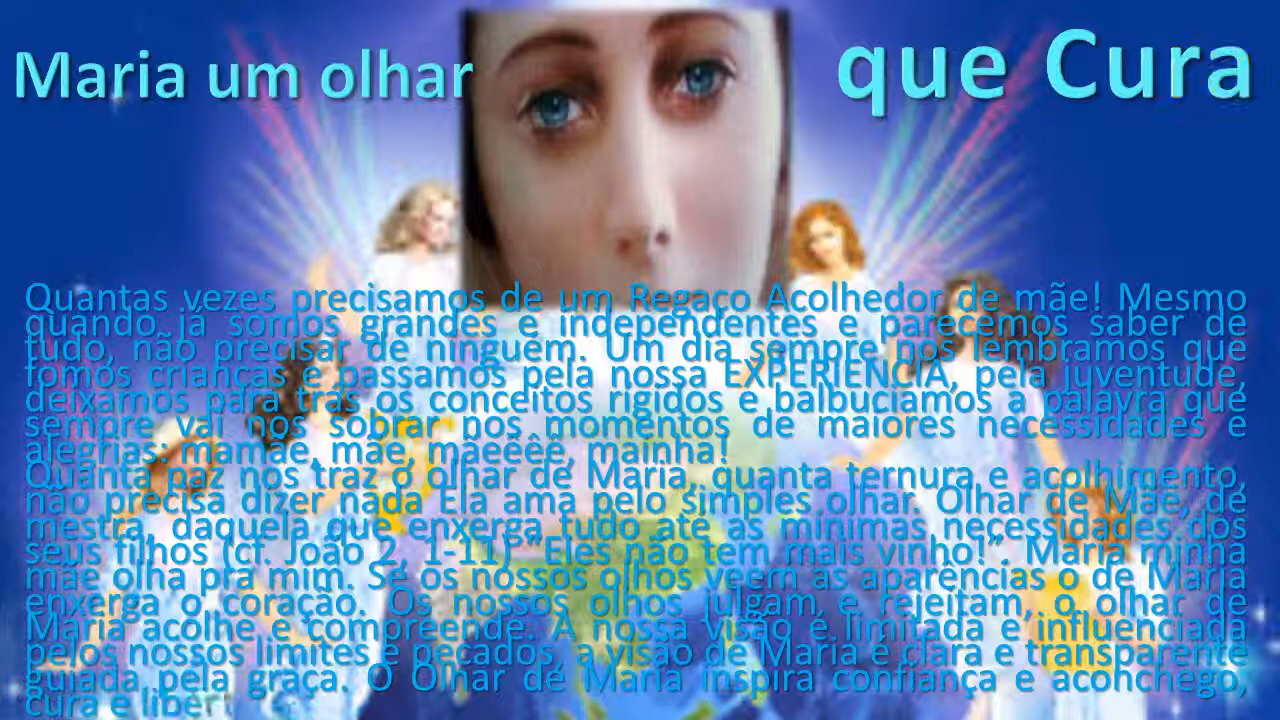 Maria um olhar que Cura
Quantas vezes precisamos de um Regaço Acolhedor de mãe! Mesmo
quando já somos grandes e independentes e parecemos saber de
tudo, não precisar de ninguém. Um dia sempre nos lembramos que
fomos crianças e passamos pela nossa EXPERIÊNCIA, pela juventude,
deixamos para trás os conceitos rígidos e balbuciamos a palavra que
sempre vai nos sobrar nos momentos de maiores necessidades e
alegrias: mamãe, mãe, mãeêêê, mainha!
Quanta paz nos traz o olhar de Maria, quanta ternura e acolhimento,
não precisa dizer nada Ela ama pelo simples olhar. Olhar de Mãe, de
mestra, daquela que enxerga tudo até as mínimas necessidades dos
seus filhos (cf. João 2, 1-11) “Eles não tem mais vinho!”. Maria minha
mãe olha pra mim. Se os nossos olhos veem as aparências o de Maria
enxerga o coração. Os nossos olhos julgam e rejeitam, o olhar de
Maria acolhe e compreende. A nossa visão é limitada e influenciada
pelos nossos limites e pecados, a visão de Maria é clara e transparente
guiada pela graça. O Olhar de Maria inspira confiança e aconchego,
cura e liber